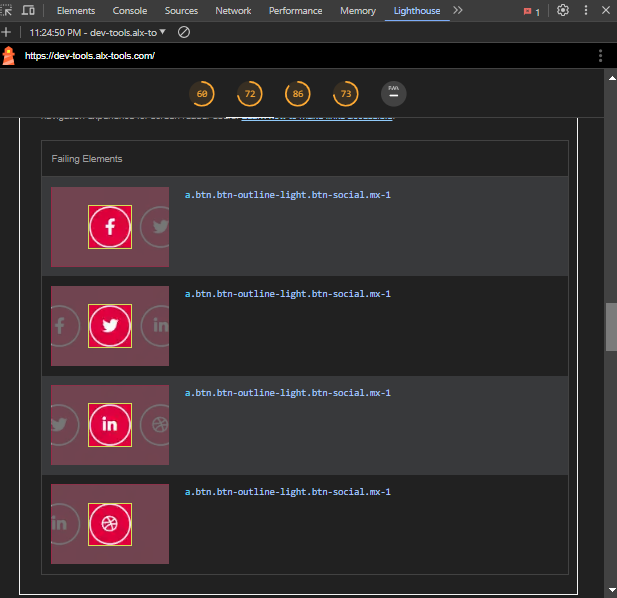 Elements Console Sources Network Performance Memory Lighthouse 1
11:24:50 PM - dev-tools.alx-to
https://dev-tools.alx-tools.com/
60 72 86 73 PWA
Failing Elements
a.btn.btn-outline-light.btn-social.mx-1
a.btn.btn-outline-light.btn-social.mx-1
in
a.btn.btn-outline-light.btn-social.mx-1
in
a.btn.btn-outline-light.btn-social.mx-1
in